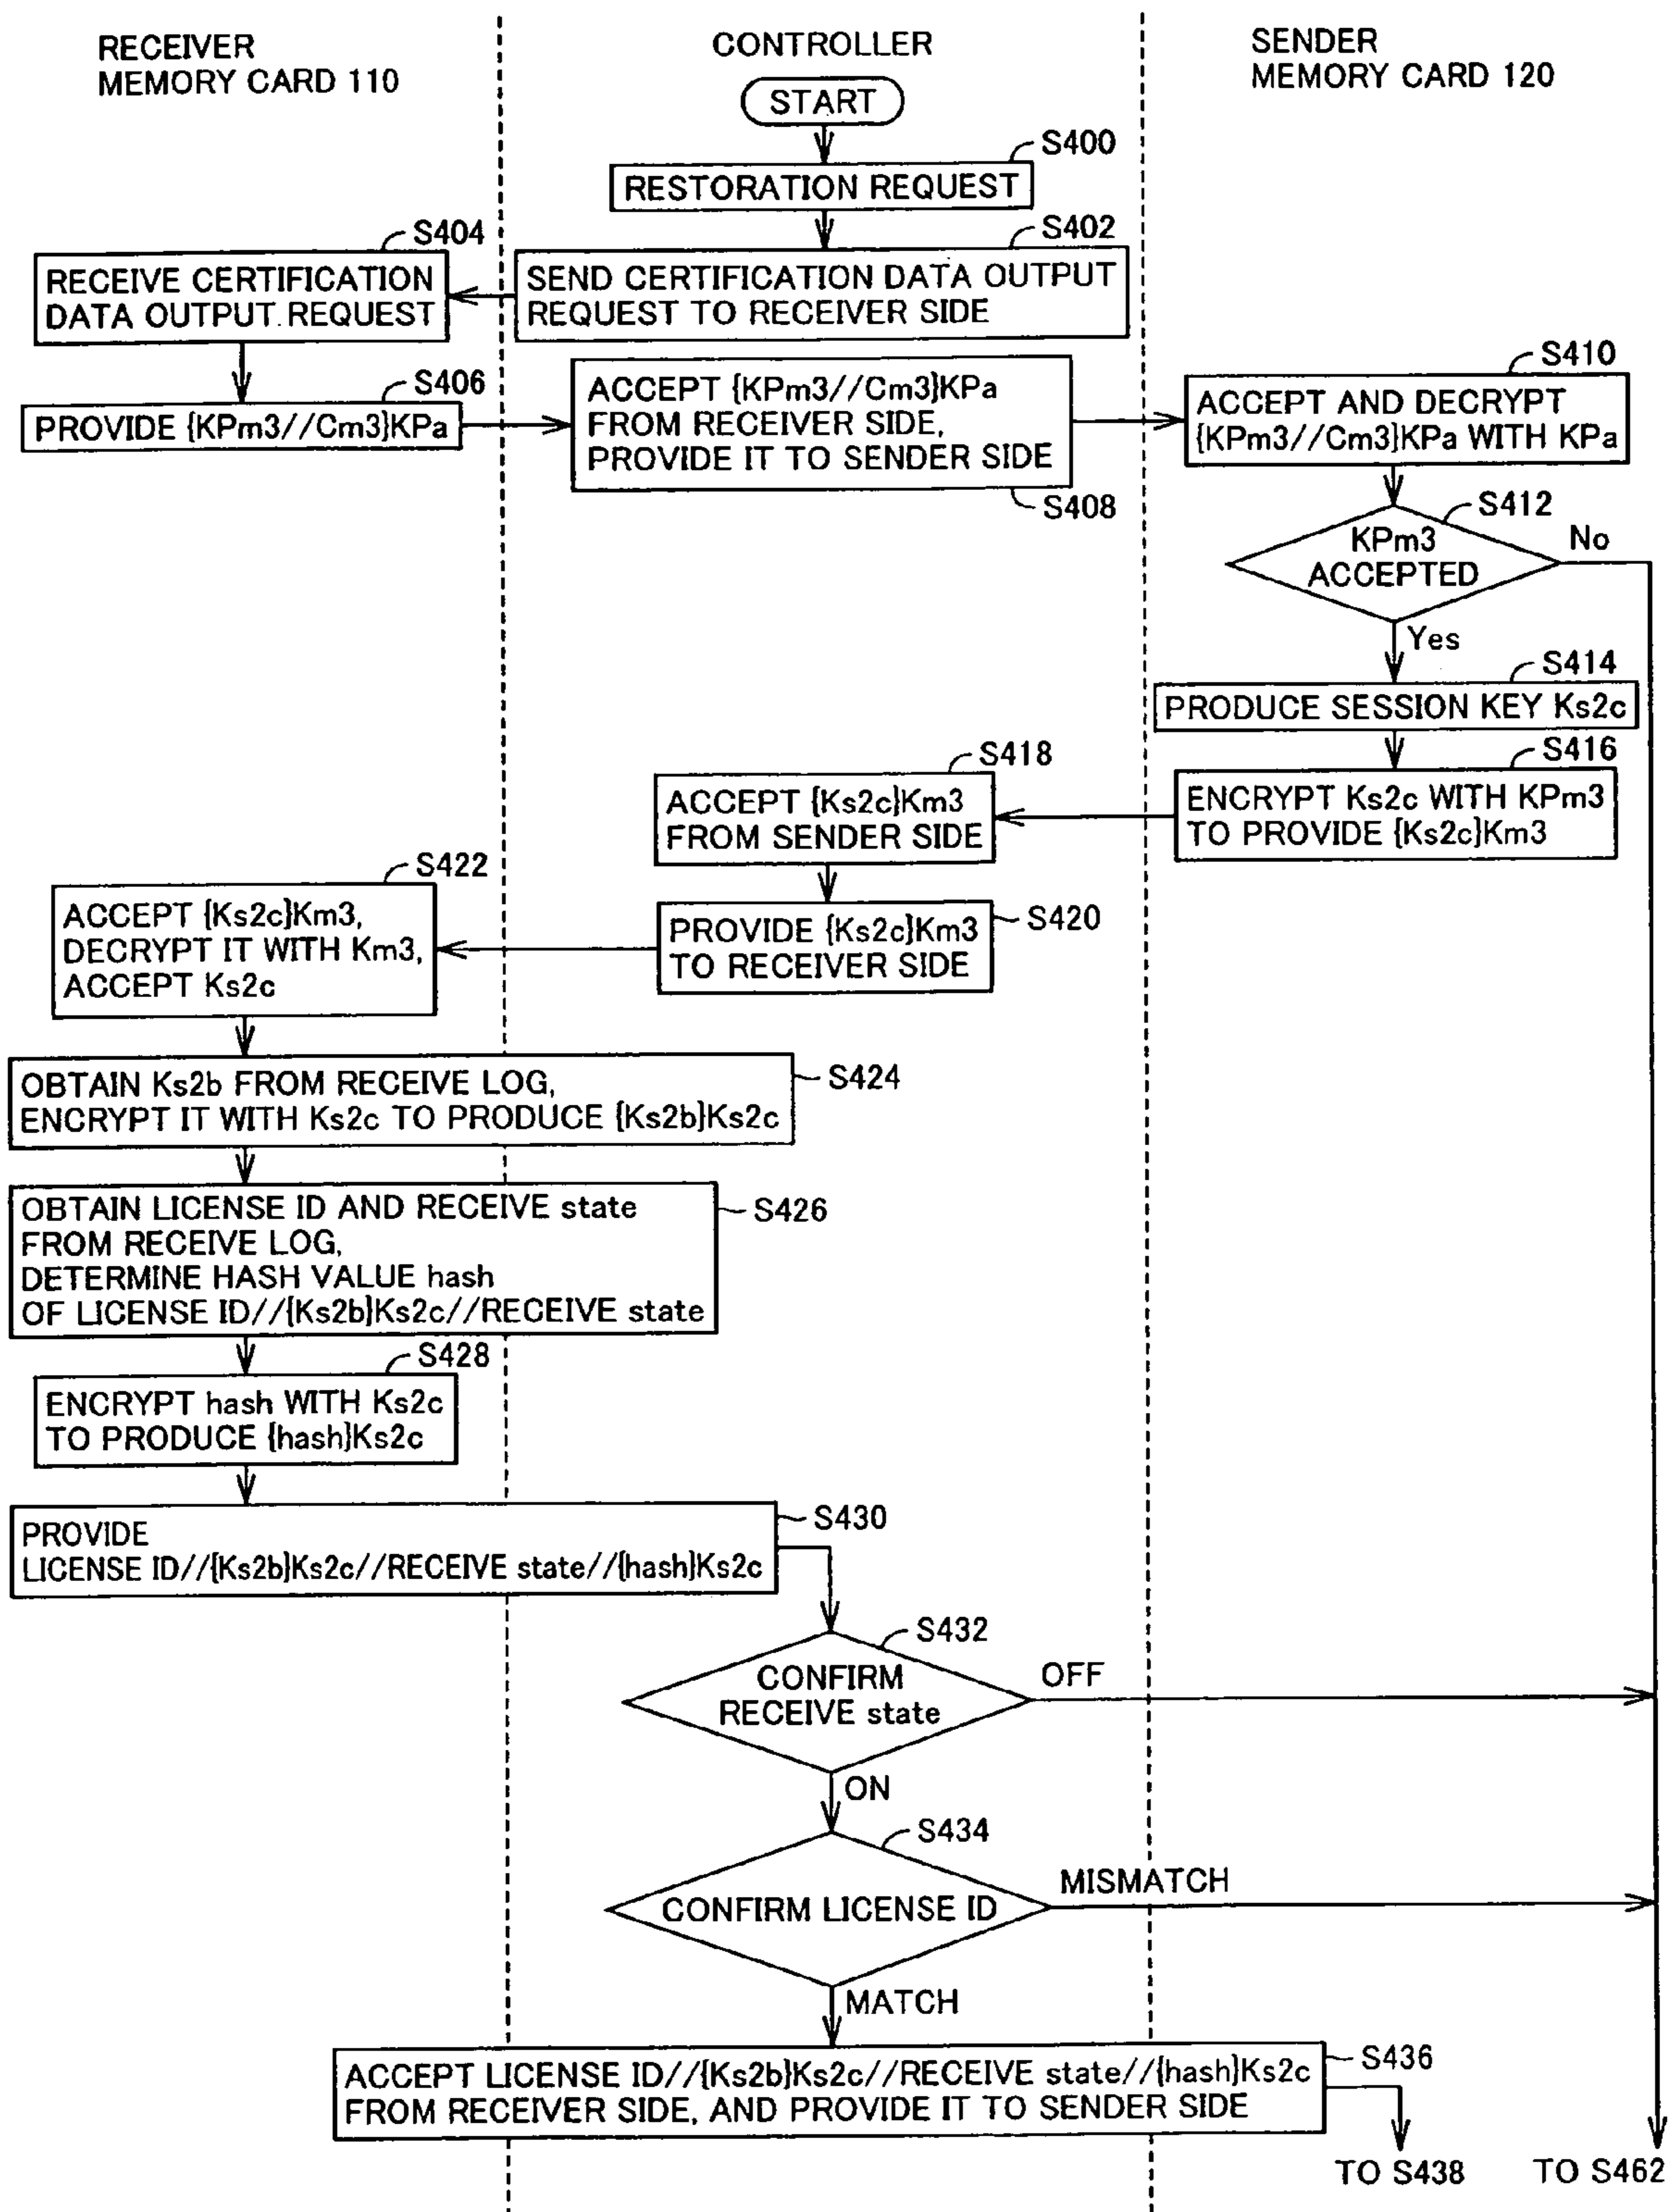 RECEIVER
MEMORY CARD 110
CONTROLLER
SENDER
MEMORY CARD 120
START
S400
RESTORATION REQUEST
S402
SEND CERTIFICATION DATA OUTPUT
REQUEST TO RECEIVER SIDE
S404
RECEIVE CERTIFICATION
DATA OUTPUT REQUEST
S406
PROVIDE {KPm3//Cm3}KPa
ACCEPT {KPm3//Cm3}KPa
FROM RECEIVER SIDE,
PROVIDE IT TO SENDER SIDE
S408
S410
ACCEPT AND DECRYPT
{KPm3//Cm3}KPa WITH KPa
S412
KPm3
ACCEPTED
No
Yes
S414
PRODUCE SESSION KEY Ks2c
S416
ENCRYPT Ks2c WITH KPm3
TO PROVIDE {Ks2c}Km3
S418
ACCEPT {Ks2c}Km3
FROM SENDER SIDE
S420
PROVIDE {Ks2c}Km3
TO RECEIVER SIDE
S422
ACCEPT {Ks2c}Km3,
DECRYPT IT WITH Km3,
ACCEPT Ks2c
OBTAIN Ks2b FROM RECEIVE LOG,
ENCRYPT IT WITH Ks2c TO PRODUCE {Ks2b}Ks2c
S424
OBTAIN LICENSE ID AND RECEIVE state
FROM RECEIVE LOG,
DETERMINE HASH VALUE hash
OF LICENSE ID//{Ks2b}Ks2c//RECEIVE state
S426
S428
ENCRYPT hash WITH Ks2c
TO PRODUCE {hash}Ks2c
PROVIDE
LICENSE ID//{Ks2b}Ks2c//RECEIVE state//{hash}Ks2c
S430
S432
CONFIRM
RECEIVE state
OFF
ON
S434
CONFIRM LICENSE ID
MISMATCH
MATCH
ACCEPT LICENSE ID//{Ks2b}Ks2c//RECEIVE state//{hash}Ks2c
FROM RECEIVER SIDE, AND PROVIDE IT TO SENDER SIDE
S436
TO S438
TO S462